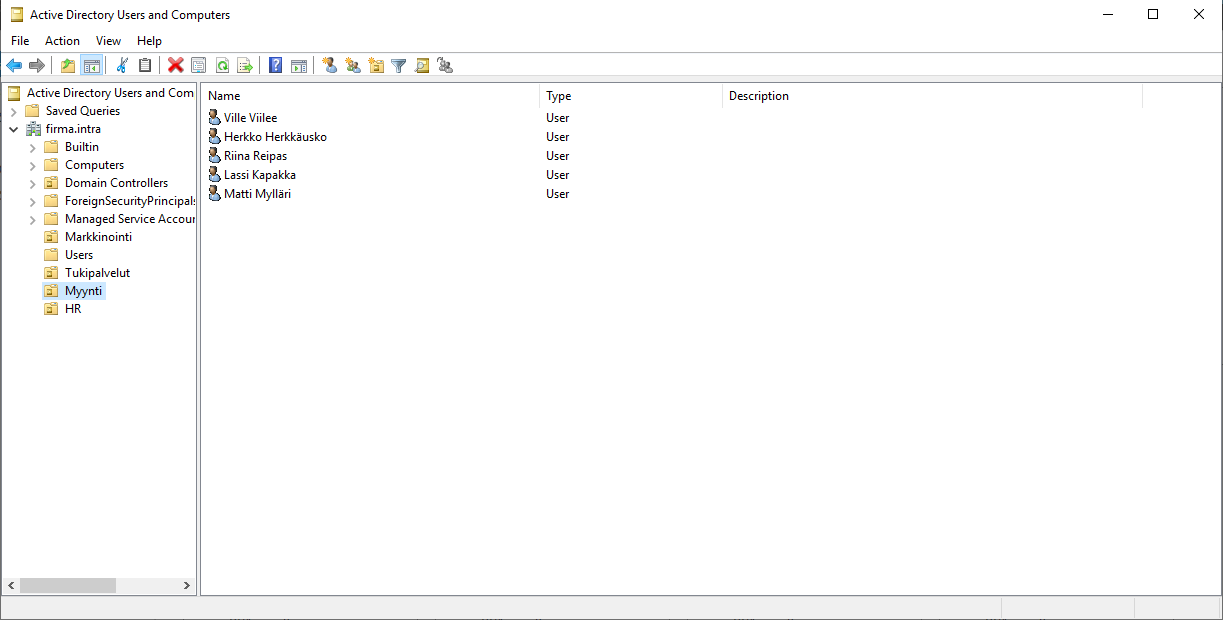 Active Directory Users and Computers
File Action View Help
Active Directory Users and Com
Saved Queries
firma.intra
Builtin
Computers
Domain Controllers
ForeignSecurityPrincipals
Managed Service Accour
Markkinointi
Users
Tukipalvelut
Myynti
HR
Name Type Description
Ville Viilee User
Herkko Herkkäusko User
Riina Reipas User
Lassi Kapakka User
Matti Mylläri User